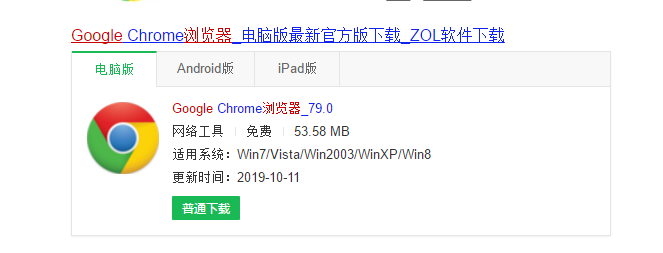 Google Chrome浏览器_电脑版最新官方版下载_ZOL软件下载
电脑版 Android版 iPad版
Google Chrome浏览器_79.0
网络工具 免费 53.58 MB
适用系统：Win7/Vista/Win2003/WinXP/Win8
更新时间：2019-10-11
普通下载